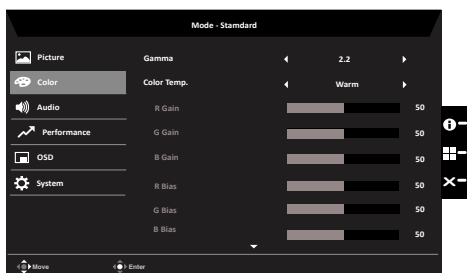 Mode - Standard
Picture
Gamma 2.2
Color
Color Temp. Warm
Audio
R Gain 50
Performance
G Gain 50
OSD
B Gain 50
System
R Bias 50
G Bias 50
B Bias 50
Move Enter